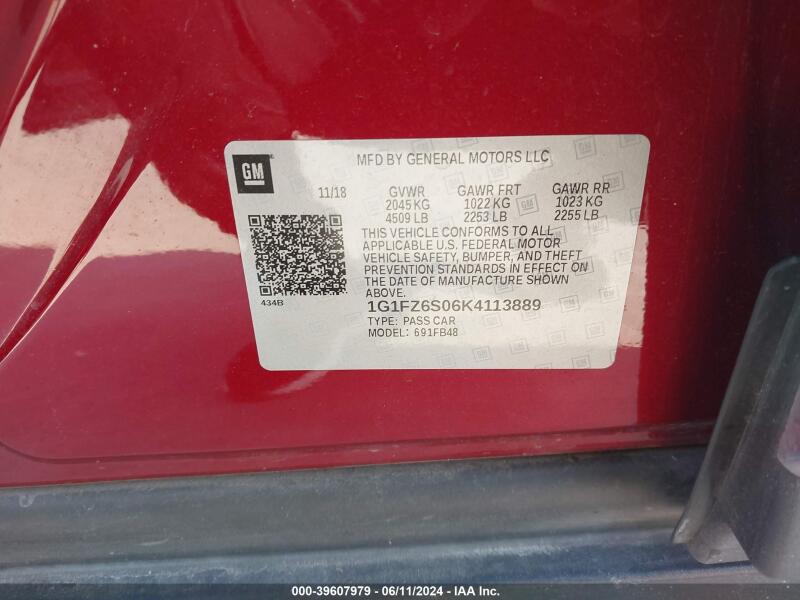 GM
MFD BY GENERAL MOTORS LLC
11/18
GVWR
2045 KG
4509 LB
GAWR FRT
1022 KG
2253 LB
GAWR RR
1023 KG
2255 LB
THIS VEHICLE CONFORMS TO ALL
APPLICABLE U.S. FEDERAL MOTOR
VEHICLE SAFETY, BUMPER, AND THEFT
PREVENTION STANDARDS IN EFFECT ON
THE DATE OF MANUFACTURE SHOWN
ABOVE.
434B
1G1FZ6S06K4113889
TYPE: PASS CAR
MODEL: 691FB48
000-39607979 - 06/11/2024 - IAA Inc.